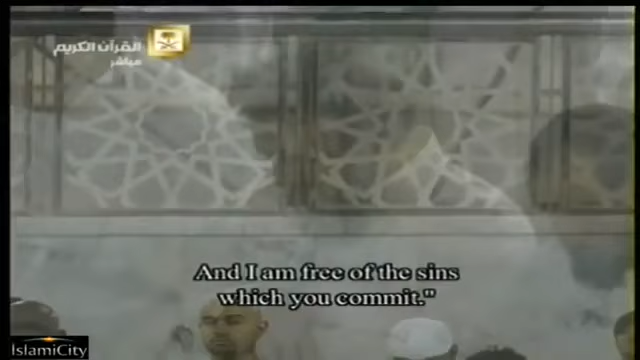 القرآن الكريم
مباشر
And I am free of the sins
which you commit."
IslamiCity